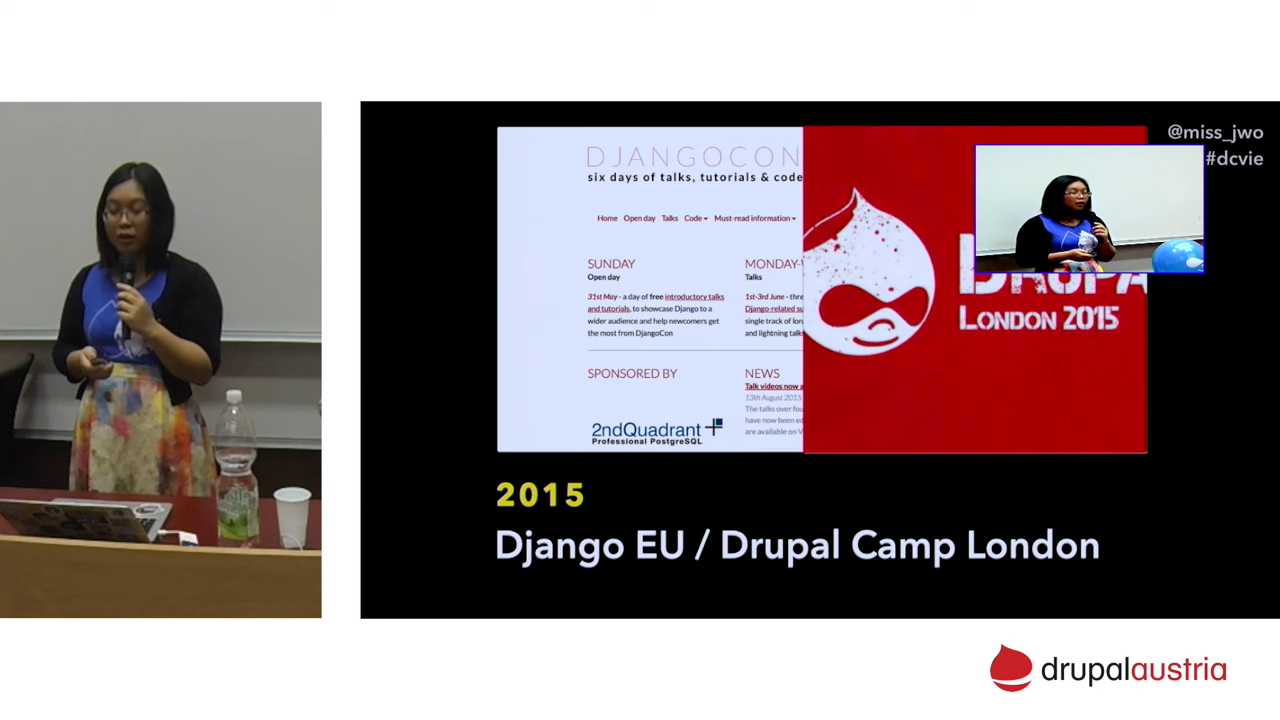 @miss_jwo
#dcvie
DJANGOCON
six days of talks, tutorials & code
Home Open day Talks Code Must-read information
SUNDAY
Open day
31st May - a day of free introductory talks
and tutorials, to showcase Django to a
wider audience and help newcomers get
the most from DjangoCon
MONDAY-
Talks
1st-3rd June - thre
Django-related su
single track of lon
and lightning talk
SPONSORED BY
2ndQuadrant
Professional PostgreSQL
NEWS
Talk videos now a
13th August 2015
The talks over fou
have now been ed
are available on V
DRUPA
LONDON 2015
2015
Django EU / Drupal Camp London
drupalaustria